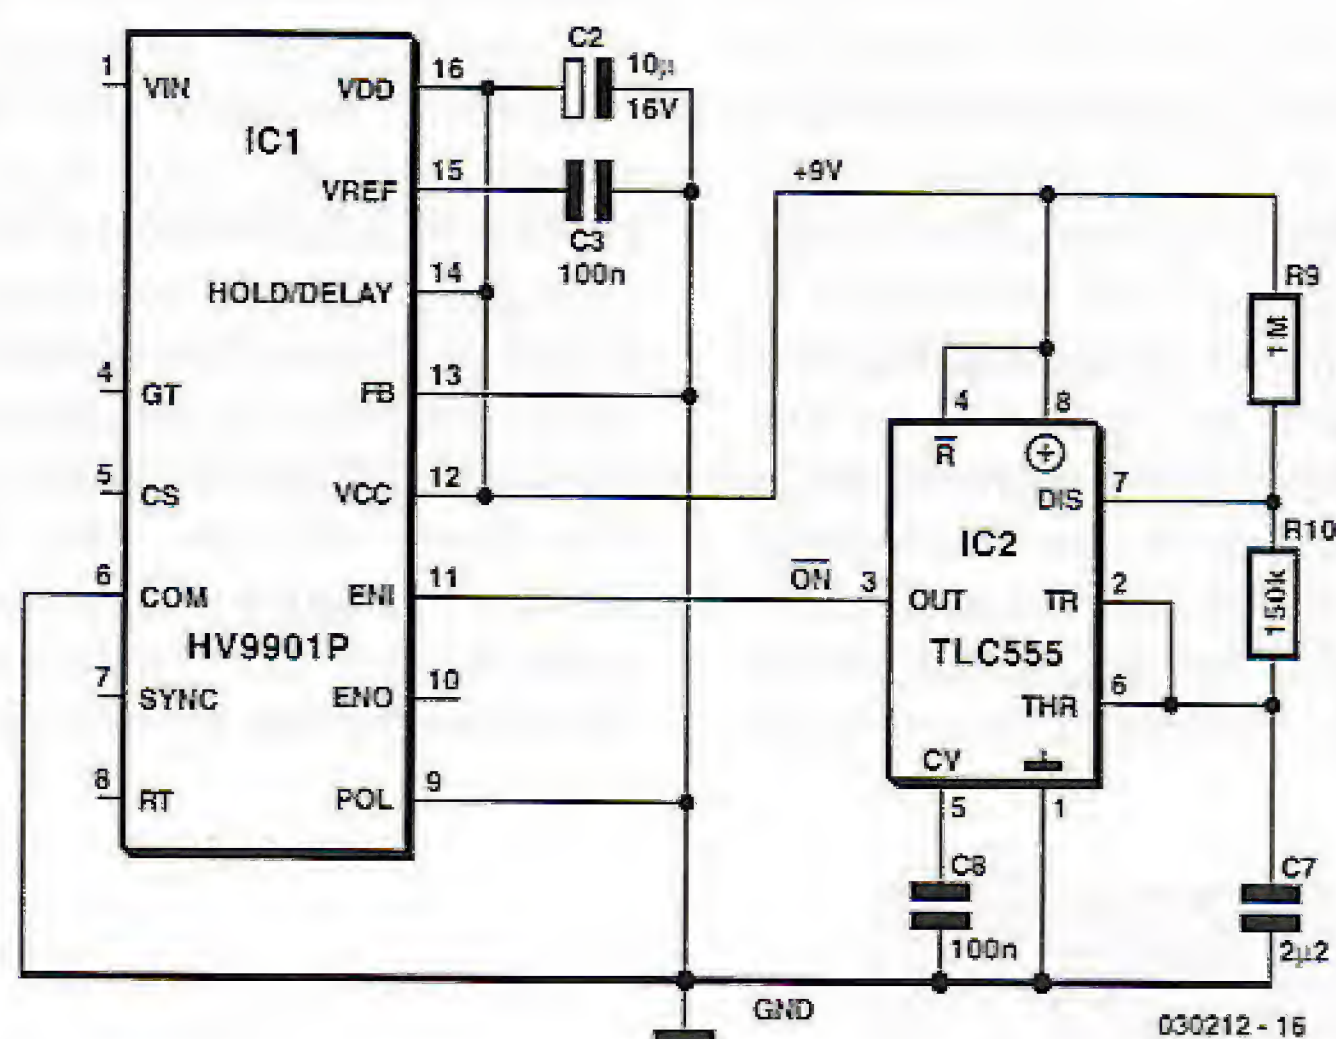 C2
10µ
16V
1
VIN
VDD
16
IC1
VREF
15
+9V
C3
100n
HOLD/DELAY
14
R9
1M
4
GT
FB
13
4
8
R
5
CS
VCC
12
DIS
7
IC2
R10
150k
6
COM
ENI
11
ON
3
OUT
TR
2
HV9901P
TLC555
7
SYNC
ENO
10
THR
6
CV
8
RT
POL
9
5
1
C8
100n
C7
2µ2
GND
030212 - 16